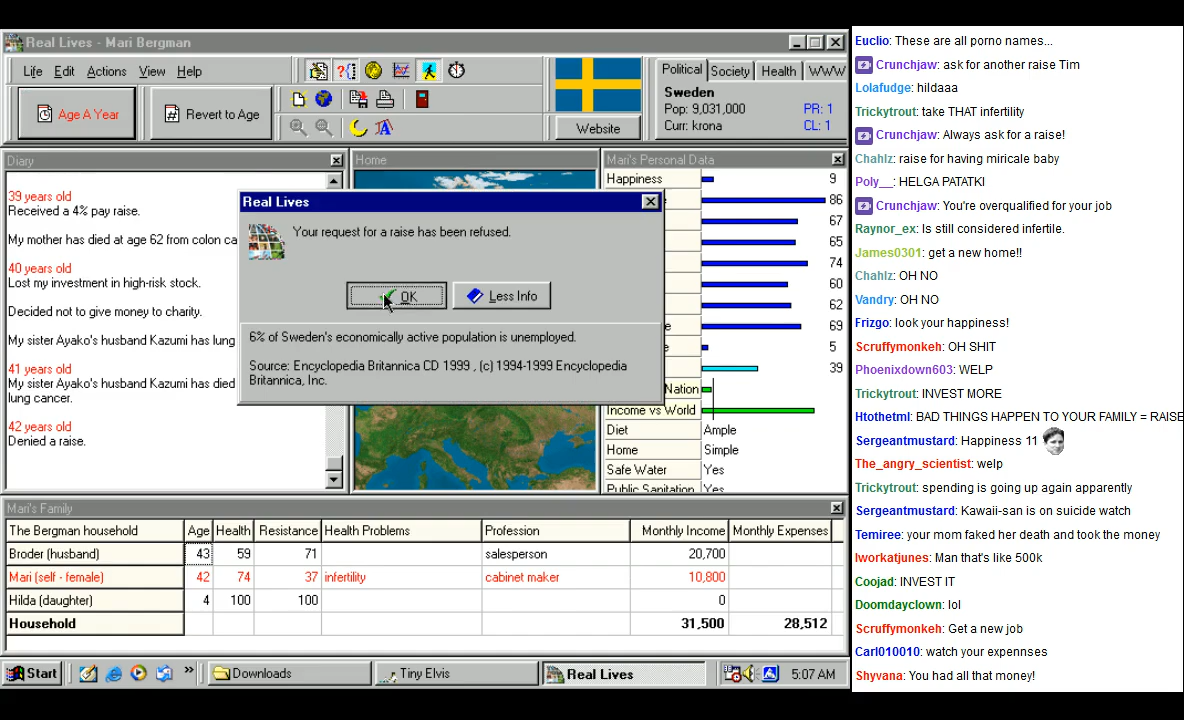 Real Lives - Mari Bergman
Life Edit Actions View Help
Age A Year
Revert to Age
Website
Political Society Health WWW
Sweden
Pop: 9,031,000 PR: 1
Curr: krona CL: 1
Diary
39 years old
Received a 4% pay raise.
My mother has died at age 62 from colon ca
40 years old
Lost my investment in high-risk stock.
Decided not to give money to charity.
My sister Ayako's husband Kazumi has lung
41 years old
My sister Ayako's husband Kazumi has died
lung cancer.
42 years old
Denied a raise.
Home
Real Lives
Your request for a raise has been refused.
OK
Less Info
6% of Sweden's economically active population is unemployed.
Source: Encyclopedia Britannica CD 1999 , (c) 1994-1999 Encyclopedia
Britannica, Inc.
Mari's Personal Data
Happiness 9
86
67
65
74
60
62
69
5
39
Nation
Income vs World
Diet Ample
Home Simple
Safe Water Yes
Public Sanitation Yes
Mari's Family
The Bergman household Age Health Resistance Health Problems Profession Monthly Income Monthly Expenses
Broder (husband) 43 59 71 salesperson 20,700
Mari (self - female) 42 74 37 infertility cabinet maker 10,800
Hilda (daughter) 4 100 100 0
Household 31,500 28,512
Start
Downloads
Tiny Elvis
Real Lives
5:07 AM
Euclio: These are all porno names...
Crunchjaw: ask for another raise Tim
Lolafudge: hildaaa
Trickytrout: take THAT infertility
Crunchjaw: Always ask for a raise!
Chahlz: raise for having miricale baby
Poly__: HELGA PATATKI
Crunchjaw: You're overqualified for your job
Raynor_ex: Is still considered infertile.
James0301: get a new home!!
Chahlz: OH NO
Vandry: OH NO
Frizgo: look your happiness!
Scruffymonkeh: OH SHIT
Phoenixdown603: WELP
Trickytrout: INVEST MORE
Htothetml: BAD THINGS HAPPEN TO YOUR FAMILY = RAISE
Sergeantmustard: Happiness 11
The_angry_scientist: welp
Trickytrout: spending is going up again apparently
Sergeantmustard: Kawaii-san is on suicide watch
Temiree: your mom faked her death and took the money
Iworkatjunes: Man that's like 500k
Coojad: INVEST IT
Doomdayclown: lol
Scruffymonkeh: Get a new job
Carl010010: watch your expennses
Shyvana: You had all that money!